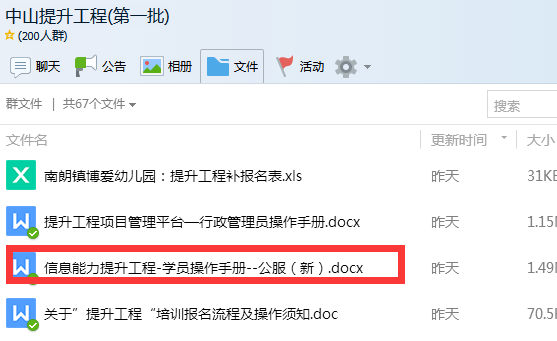 中山提升工程(第一批)
(200人群)
聊天 公告 相册 文件 活动
群文件 | 共67个文件 搜索
文件名 更新时间 大小
南朗镇博爱幼儿园：提升工程补报名表.xls 昨天 31KB
提升工程项目管理平台—行政管理员操作手册.docx 昨天 1.15
信息能力提升工程-学员操作手册--公服（新）.docx 昨天 1.49
关于”提升工程“培训报名流程及操作须知.doc 昨天 70.5